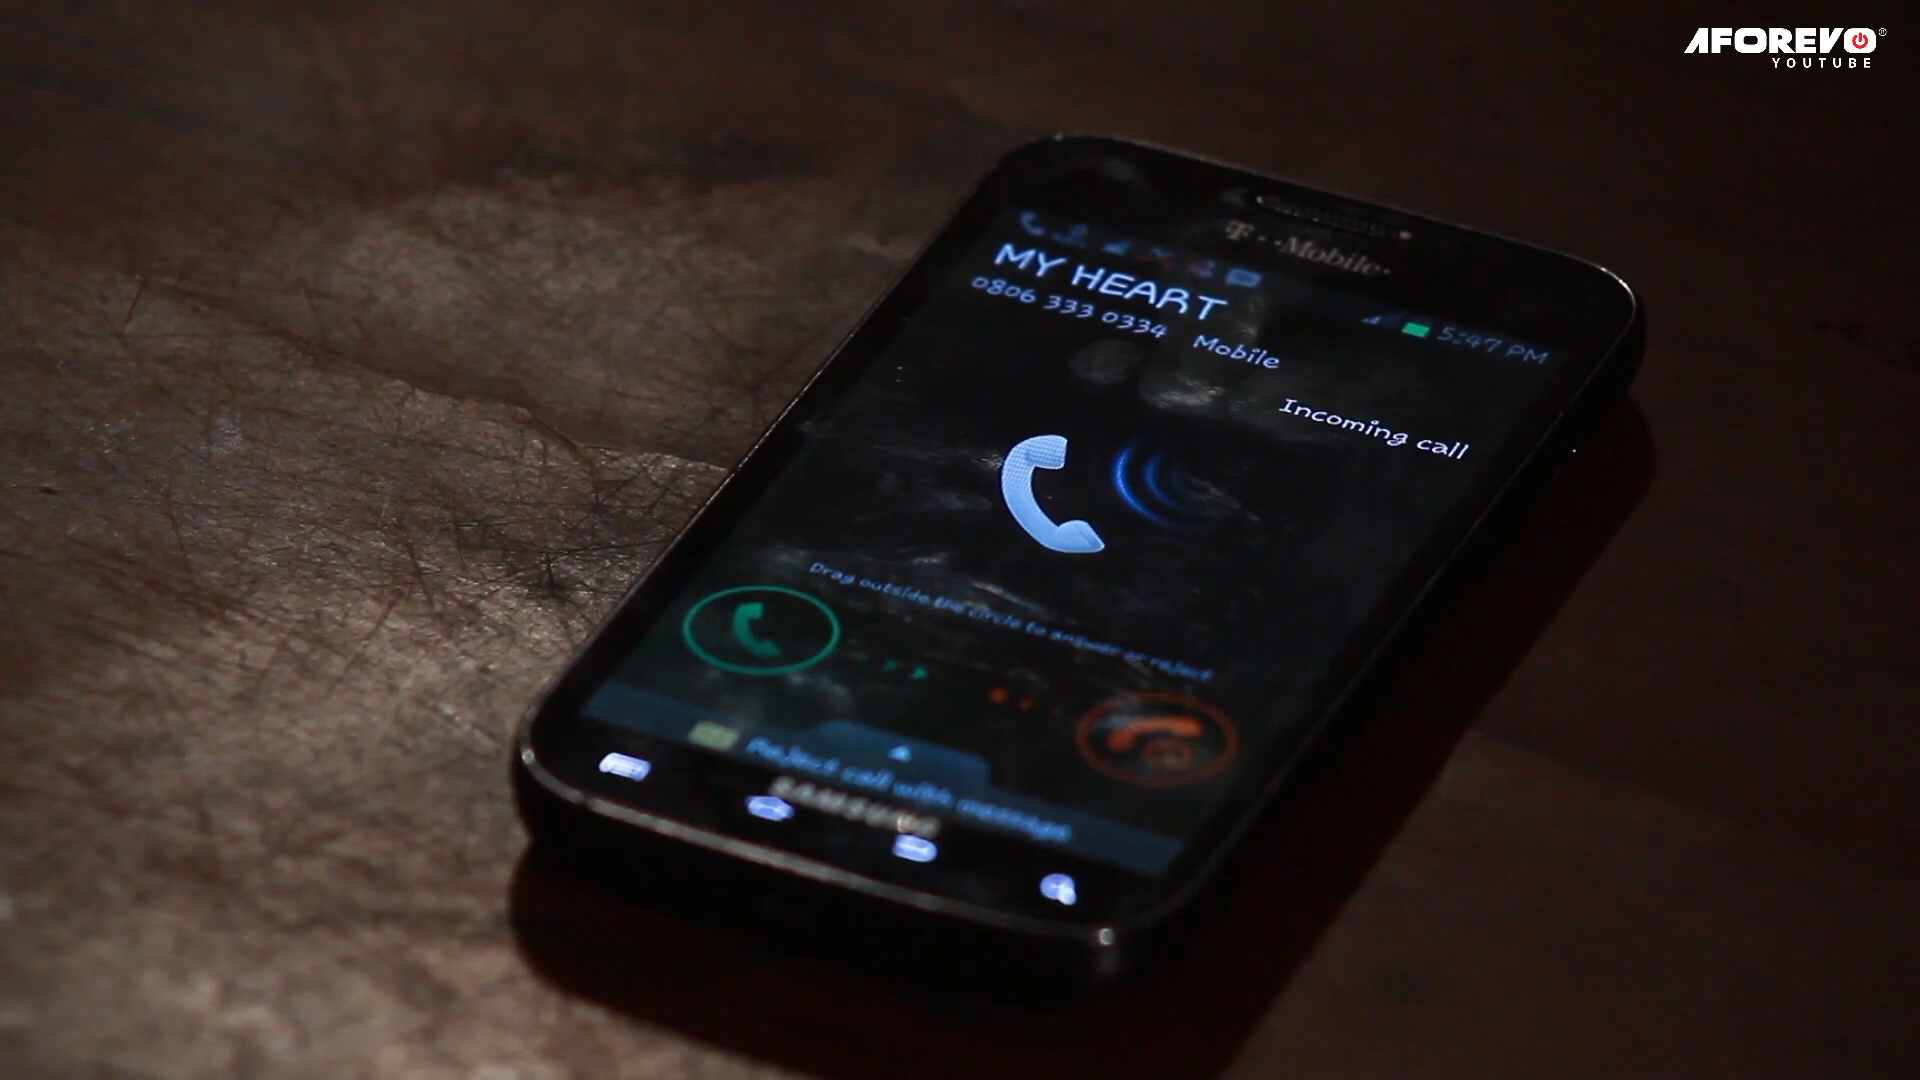 AFOREVO®
YOUTUBE
T··Mobile·
MY HEART
0806 333 0334 Mobile
5:47 PM
Incoming call
Drag outside the circle to answer or reject
Reject call with message
SAMSUNG